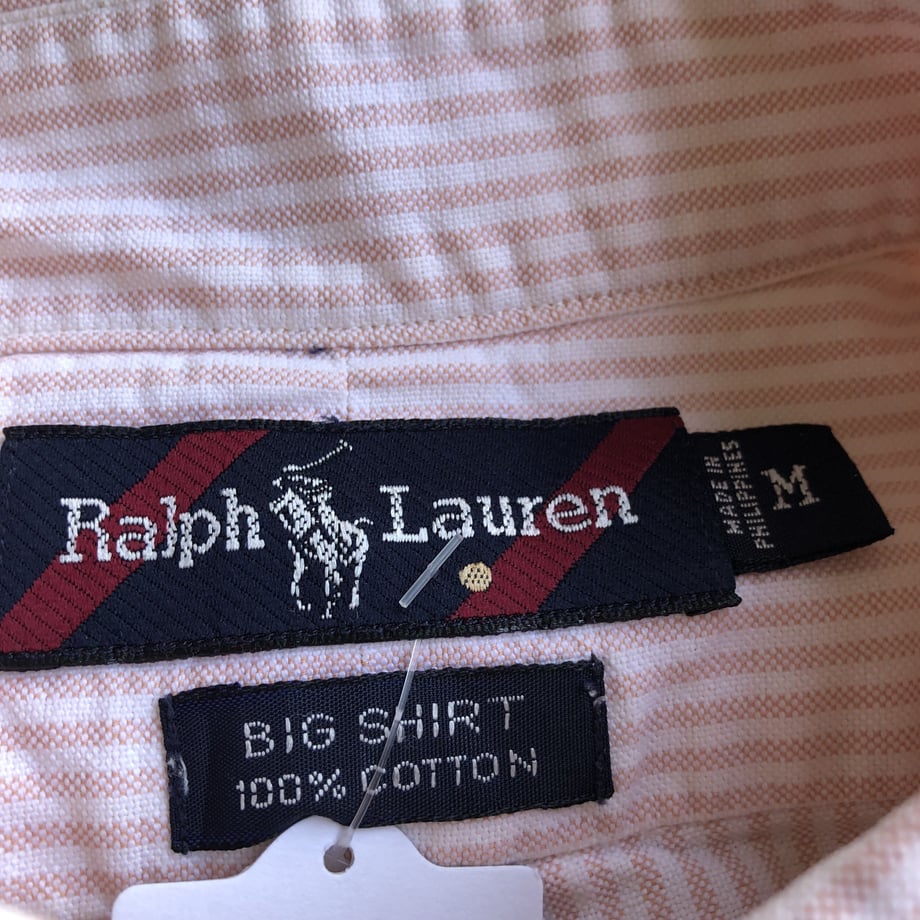 Ralph Lauren
MADE IN
PHILIPPINES
M
BIG SHIRT
100% COTTON